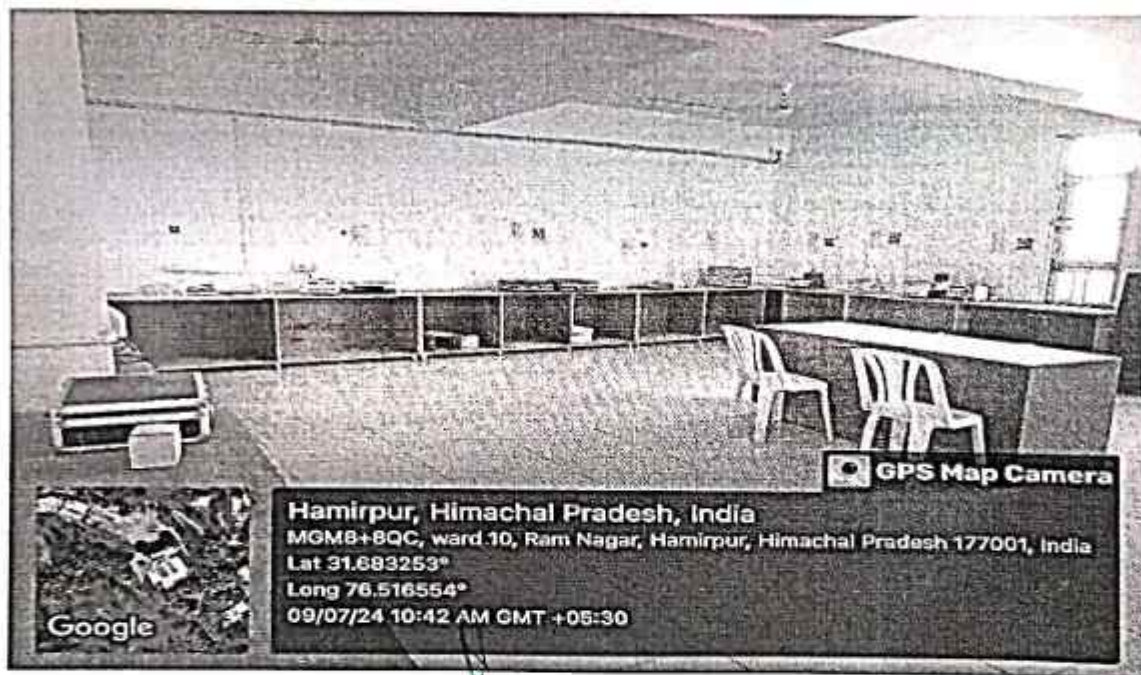 GPS Map Camera
Hamirpur, Himachal Pradesh, India
MGM8+8QC, ward 10, Ram Nagar, Hamirpur, Himachal Pradesh 177001, India
Lat 31.683253°
Long 76.516554°
09/07/24 10:42 AM GMT +05:30
Google